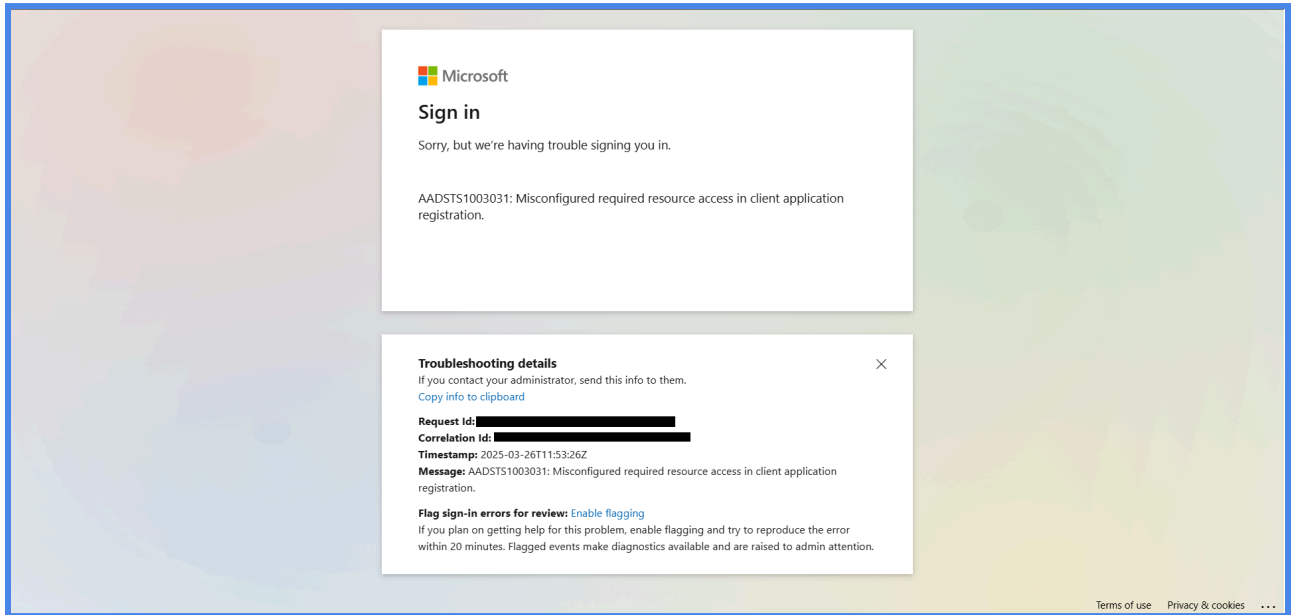 Microsoft
Sign in
Sorry, but we're having trouble signing you in.
AADSTS1003031: Misconfigured required resource access in client application
registration.
Troubleshooting details
If you contact your administrator, send this info to them.
Copy info to clipboard
Request Id:
Correlation Id:
Timestamp: 2025-03-26T11:53:26Z
Message: AADSTS1003031: Misconfigured required resource access in client application
registration.
Flag sign-in errors for review: Enable flagging
If you plan on getting help for this problem, enable flagging and try to reproduce the error
within 20 minutes. Flagged events make diagnostics available and are raised to admin attention.
Terms of use Privacy & cookies ...